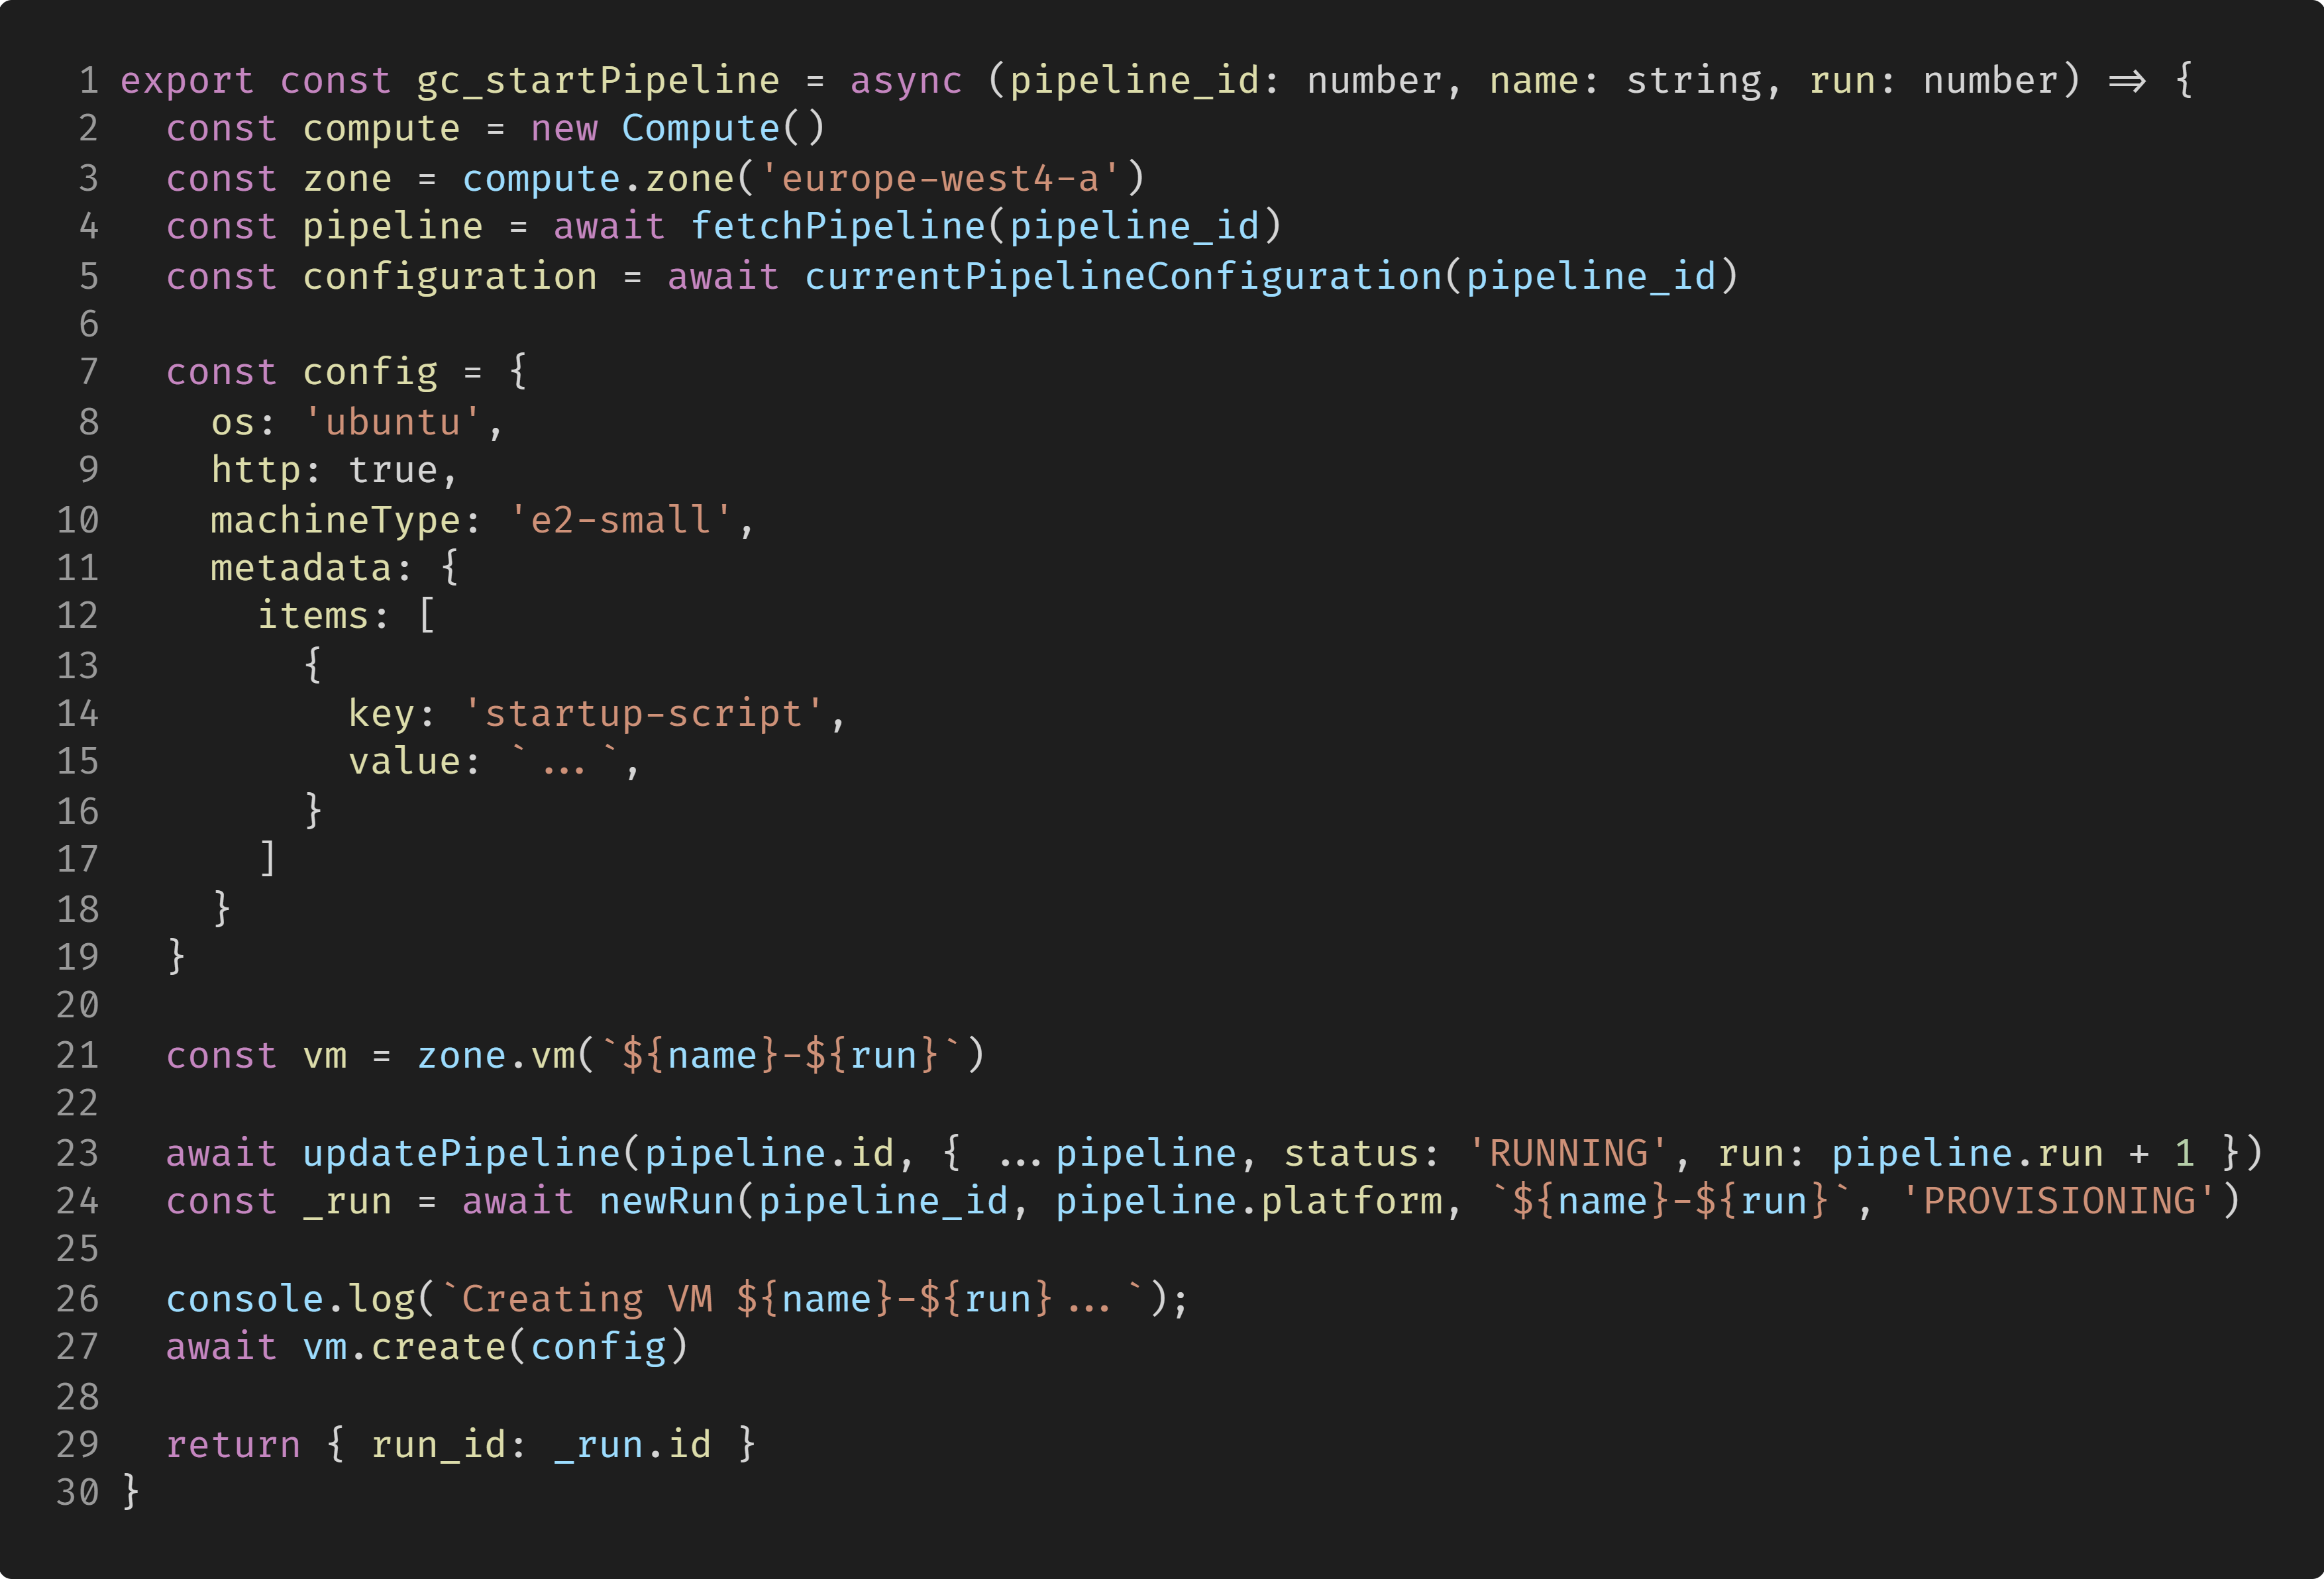 1 export const gc_startPipeline = async (pipeline_id: number, name: string, run: number) => {
2   const compute = new Compute()
3   const zone = compute.zone('europe-west4-a')
4   const pipeline = await fetchPipeline(pipeline_id)
5   const configuration = await currentPipelineConfiguration(pipeline_id)
6
7   const config = {
8     os: 'ubuntu',
9     http: true,
10     machineType: 'e2-small',
11     metadata: {
12       items: [
13         {
14           key: 'startup-script',
15           value: `...`,
16         }
17       ]
18     }
19   }
20
21   const vm = zone.vm(`${name}-${run}`)
22
23   await updatePipeline(pipeline.id, { ...pipeline, status: 'RUNNING', run: pipeline.run + 1 })
24   const _run = await newRun(pipeline_id, pipeline.platform, `${name}-${run}`, 'PROVISIONING')
25
26   console.log(`Creating VM ${name}-${run}...`);
27   await vm.create(config)
28
29   return { run_id: _run.id }
30 }